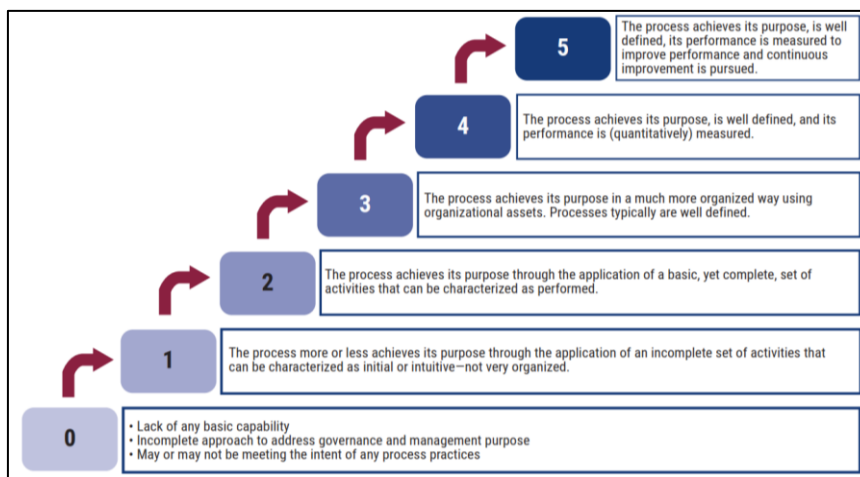 5
The process achieves its purpose, is well
defined, its performance is measured to
improve performance and continuous
improvement is pursued.
4
The process achieves its purpose, is well defined, and its
performance is (quantitatively) measured.
3
The process achieves its purpose in a much more organized way using
organizational assets. Processes typically are well defined.
2
The process achieves its purpose through the application of a basic, yet complete, set of
activities that can be characterized as performed.
1
The process more or less achieves its purpose through the application of an incomplete set of activities that
can be characterized as initial or intuitive—not very organized.
0
• Lack of any basic capability
• Incomplete approach to address governance and management purpose
• May or may not be meeting the intent of any process practices